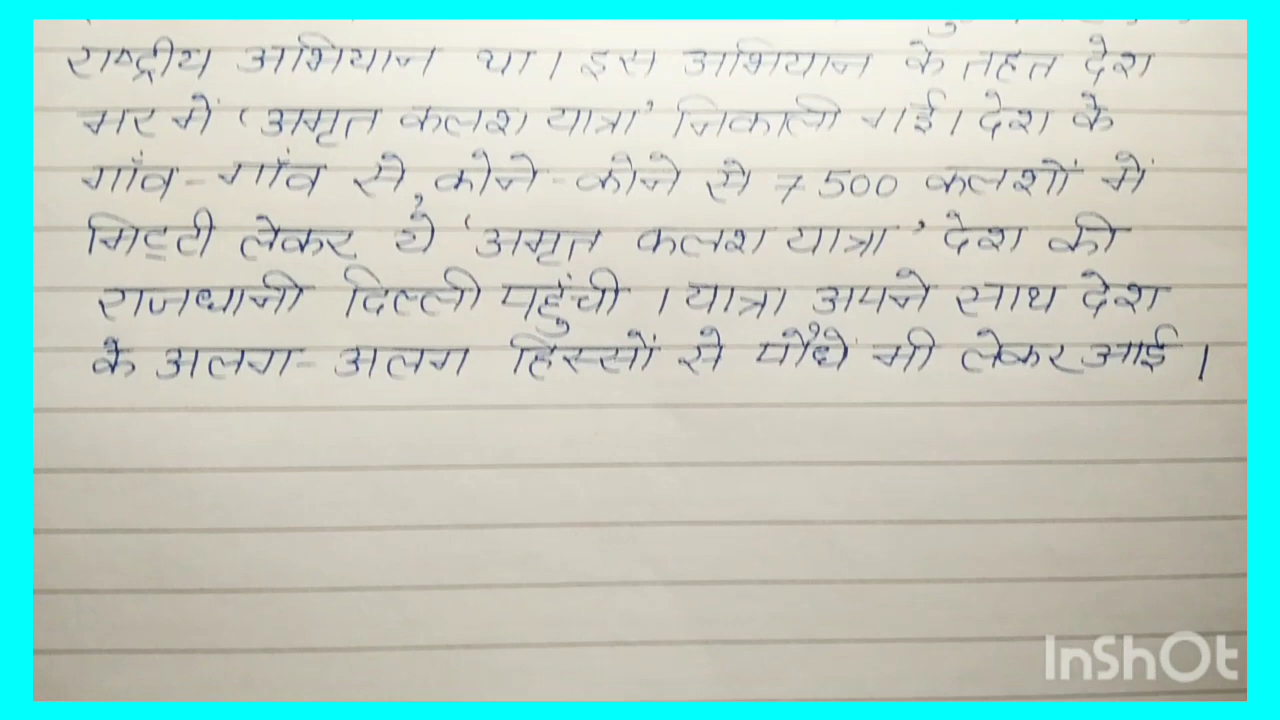 राष्ट्रीय अभियान था। इस अभियान के तहत देश
भर में 'अमृत कलश यात्रा' निकाली गई। देश के
गाँव-गाँव से, कोने-कोने से 7500 कलशों में
मिट्टी लेकर ये 'अमृत कलश यात्रा' देश की
राजधानी दिल्ली पहुंची। यात्रा अपने साथ देश
के अलग-अलग हिस्सों से पौधें भी लेकर आई।
InShOt